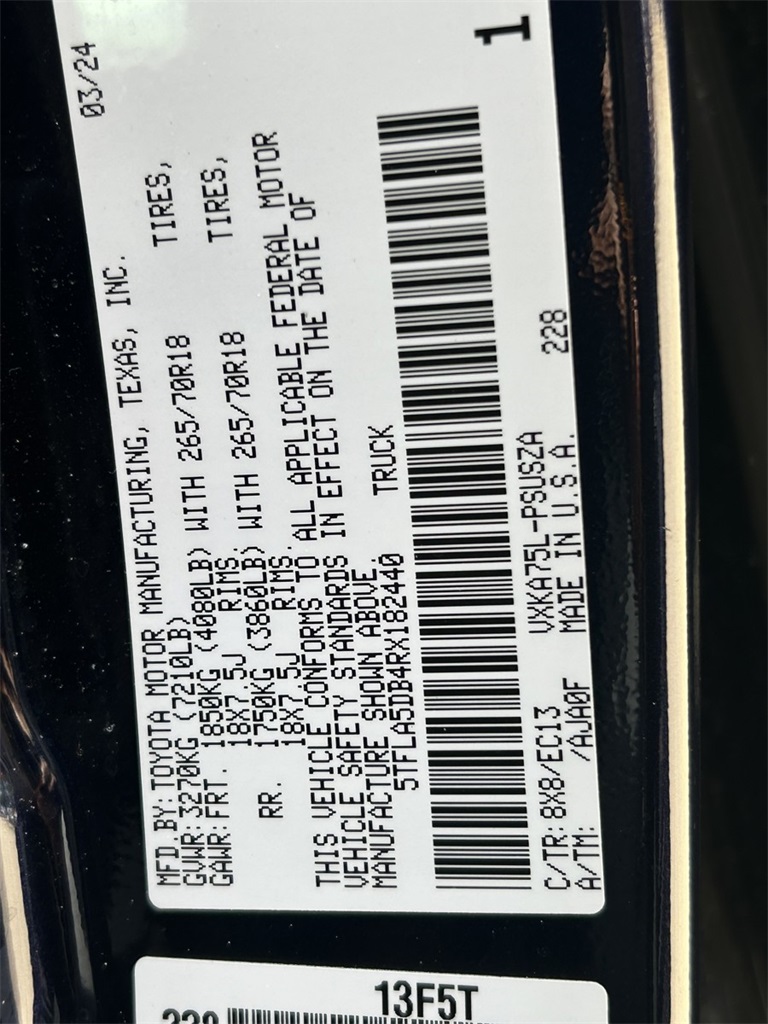 03/24
MFD.BY:TOYOTA MOTOR MANUFACTURING, TEXAS, INC.
GVWR:3270KG (7210LB)
GAWR:FRT. 1850KG (4080LB) WITH 265/70R18 TIRES,
18X7.5J RIMS.
RR. 1750KG (3860LB) WITH 265/70R18 TIRES,
18X7.5J RIMS.
THIS VEHICLE CONFORMS TO ALL APPLICABLE FEDERAL MOTOR
VEHICLE SAFETY STANDARDS IN EFFECT ON THE DATE OF
MANUFACTURE SHOWN ABOVE.
5TFLA5DB4RX182440 TRUCK
1
C/TR:8X8/EC13 VXKA75L-PSUSZA 228
A/TM: /AJA0F MADE IN U.S.A.
13F5T